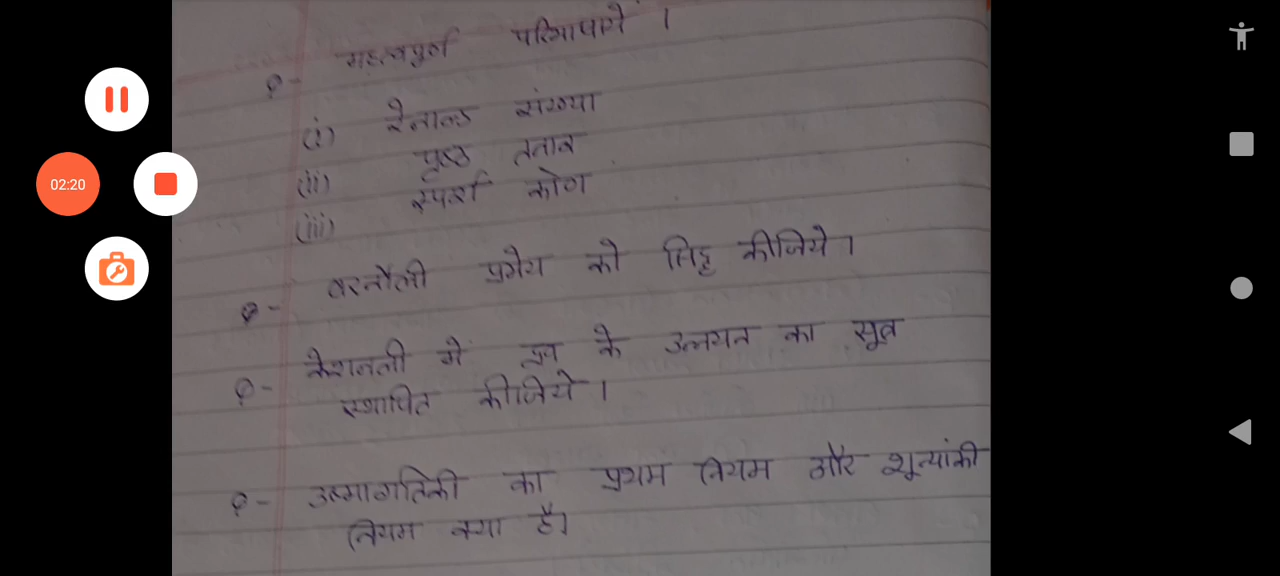 Q- महत्वपूर्ण परिभाषाये ।
(i) रेनाल्ड संख्या
(ii) पृष्ठ तनाव
(iii) स्पर्श कोण
Q- बरनौली प्रमेय को सिद्ध कीजिये ।
Q- केशनली में द्रव के उन्नयन का सूत्र
स्थापित कीजिये ।
Q- उष्मागतिकी का प्रथम नियम और शून्यांकी
नियम क्या है।
02:20